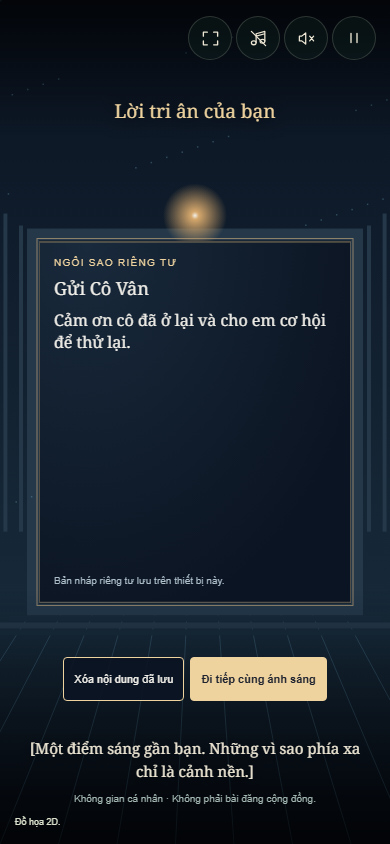 Lời tri ân của bạn
NGÔI SAO RIÊNG TƯ
Gửi Cô Vân
Cảm ơn cô đã ở lại và cho em cơ hội
để thử lại.
Bản nháp riêng tư lưu trên thiết bị này.
Xóa nội dung đã lưu
Đi tiếp cùng ánh sáng
[Một điểm sáng gần bạn. Những vì sao phía xa
chỉ là cảnh nền.]
Không gian cá nhân · Không phải bài đăng cộng đồng.
Đồ họa 2D.